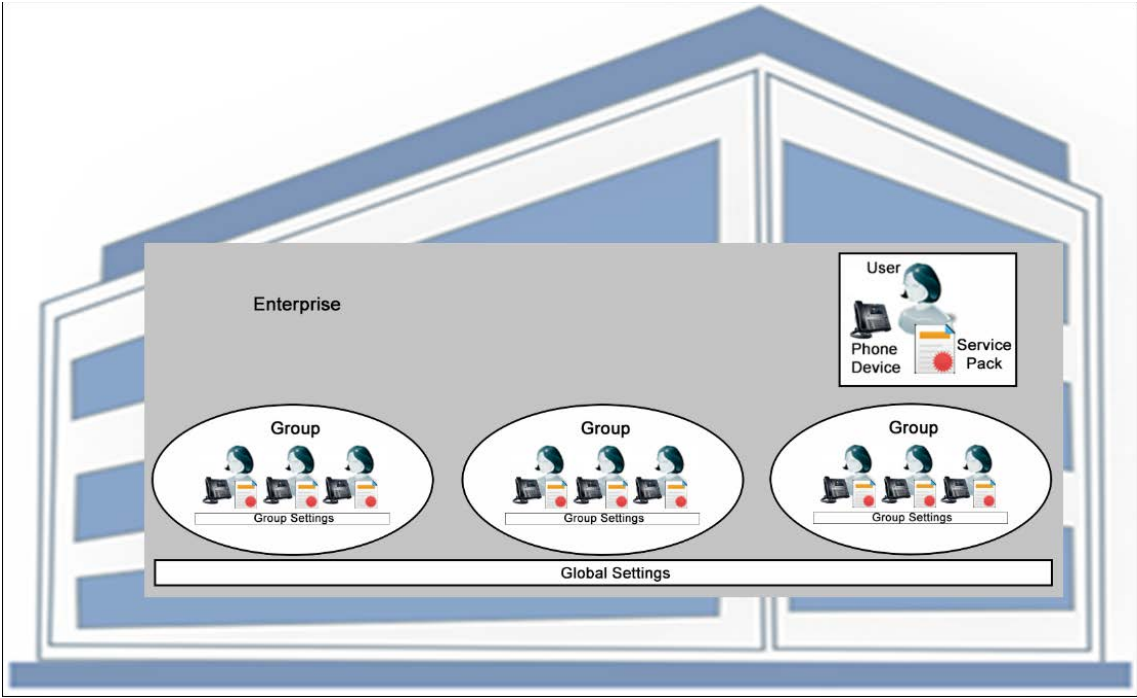 User
Enterprise
Phone
Device
Service
Pack
Group
Group
Group
Group Settings
Group Settings
Group Settings
Global Settings